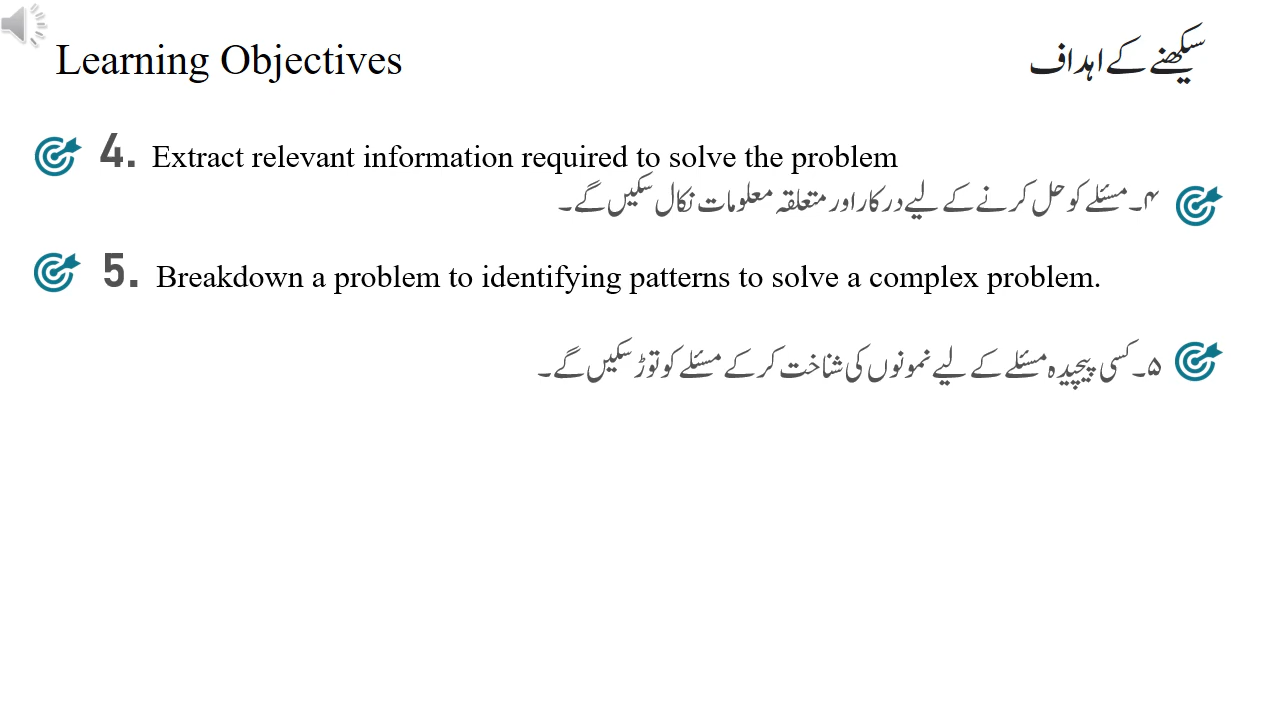 Learning Objectives
سیکھنے کے اہداف
4. Extract relevant information required to solve the problem
۴۔ مسئلے کو حل کرنے کے لیے درکار اور متعلقہ معلومات نکال سکیں گے۔
5. Breakdown a problem to identifying patterns to solve a complex problem.
۵۔ کسی پیچیدہ مسئلے کے لیے نمونوں کی شناخت کر کے مسئلے کو توڑ سکیں گے۔